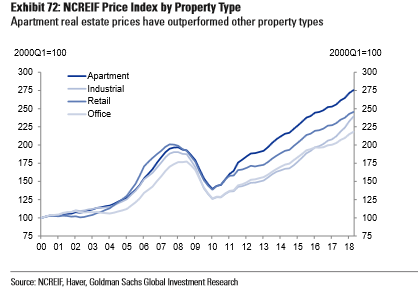 Exhibit 72: NCREIF Price Index by Property Type
Apartment real estate prices have outperformed other property types
2000Q1=100 2000Q1=100
300 300
275 275
250 250
225 225
200 200
175 175
150 150
125 125
100 100
75 75
Apartment
Industrial
Retail
Office
00 01 02 03 04 05 06 07 08 09 10 11 12 13 14 15 16 17 18
Source: NCREIF, Haver, Goldman Sachs Global Investment Research